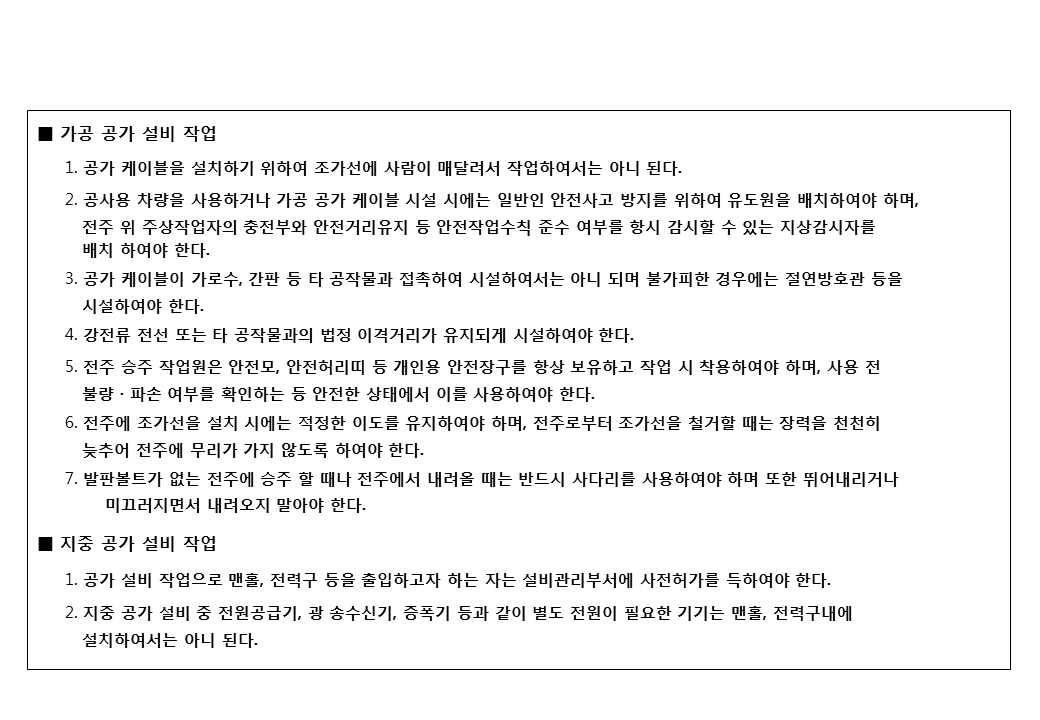 ■ 가공 공가 설비 작업
1. 공가 케이블을 설치하기 위하여 조가선에 사람이 매달려서 작업하여서는 아니 된다.
2. 공사용 차량을 사용하거나 가공 공가 케이블 시설 시에는 일반인 안전사고 방지를 위하여 유도원을 배치하여야 하며,
전주 위 주상작업자의 충전부와 안전거리유지 등 안전작업수칙 준수 여부를 항시 감시할 수 있는 지상감시자를
배치 하여야 한다.
3. 공가 케이블이 가로수, 간판 등 타 공작물과 접촉하여 시설하여서는 아니 되며 불가피한 경우에는 절연방호관 등을
시설하여야 한다.
4. 강전류 전선 또는 타 공작물과의 법정 이격거리가 유지되게 시설하여야 한다.
5. 전주 승주 작업원은 안전모, 안전허리띠 등 개인용 안전장구를 항상 보유하고 작업 시 착용하여야 하며, 사용 전
불량 · 파손 여부를 확인하는 등 안전한 상태에서 이를 사용하여야 한다.
6. 전주에 조가선을 설치 시에는 적정한 이도를 유지하여야 하며, 전주로부터 조가선을 철거할 때는 장력을 천천히
늦추어 전주에 무리가 가지 않도록 하여야 한다.
7. 발판볼트가 없는 전주에 승주 할 때나 전주에서 내려올 때는 반드시 사다리를 사용하여야 하며 또한 뛰어내리거나
미끄러지면서 내려오지 말아야 한다.
■ 지중 공가 설비 작업
1. 공가 설비 작업으로 맨홀, 전력구 등을 출입하고자 하는 자는 설비관리부서에 사전허가를 득하여야 한다.
2. 지중 공가 설비 중 전원공급기, 광 송수신기, 증폭기 등과 같이 별도 전원이 필요한 기기는 맨홀, 전력구내에
설치하여서는 아니 된다.